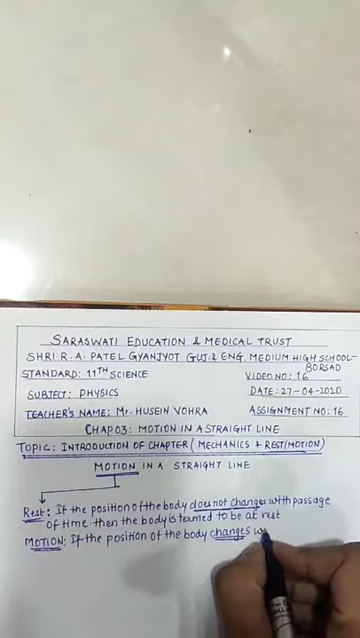 SARASWATI EDUCATION & MEDICAL TRUST
SHRI R.A. PATEL GYANJYOT GUJ. & ENG. MEDIUM HIGH SCHOOL-
BORSAD
STANDARD: 11TH SCIENCE VIDEO NO: 16
SUBJECT: PHYSICS DATE: 27-04-2020
TEACHER'S NAME: Mr. HUSEIN VOHRA ASSIGNMENT NO: 16
CHAP.03: MOTION IN A STRAIGHT LINE
TOPIC: INTRODUCTION OF CHAPTER (MECHANICS + REST/MOTION)
MOTION IN A STRAIGHT LINE
Rest: If the position of the body does not changes with passage
of time then the body is termed to be at rest
MOTION: If the position of the body changes w